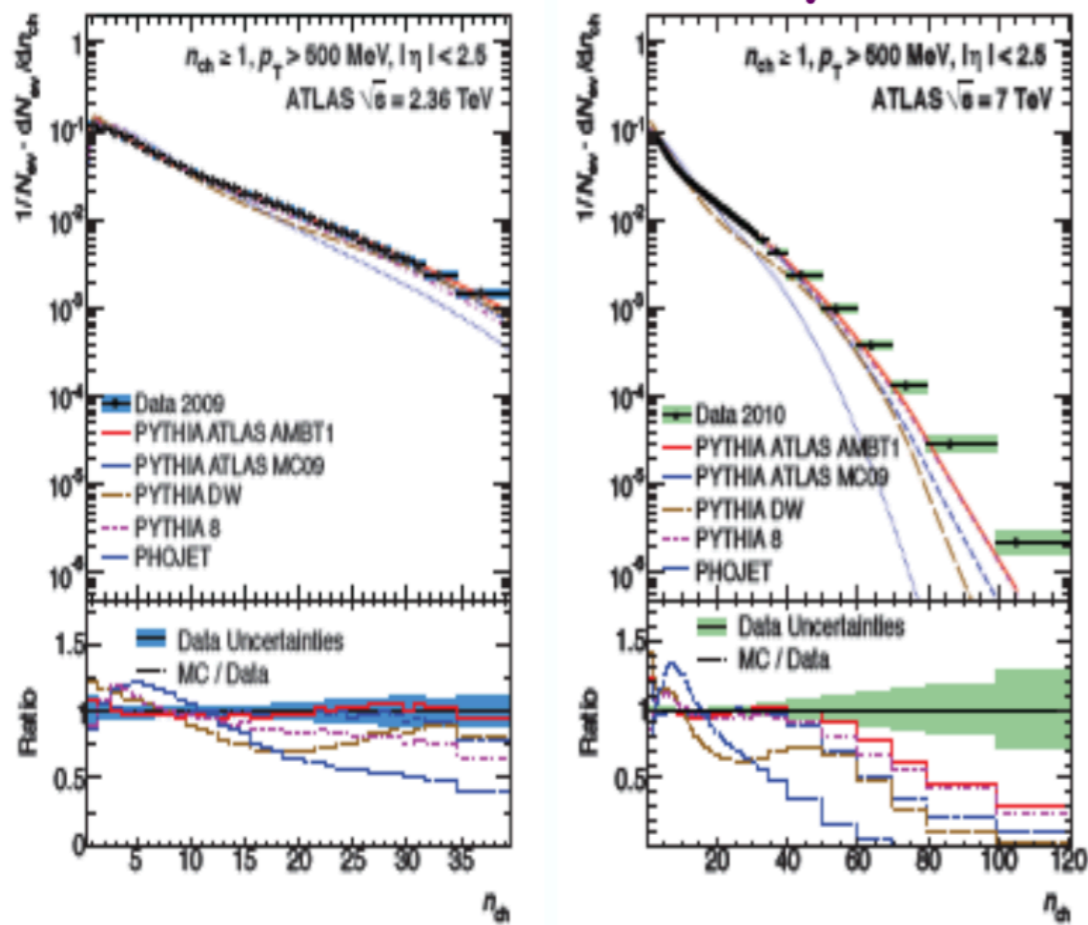 1/N_ev · dN_ev/dn_ch
n_ch ≥ 1, p_T > 500 MeV, | η | < 2.5
ATLAS √s = 2.36 TeV
1
10^-1
10^-2
10^-3
10^-4
10^-5
10^-6
Data 2009
PYTHIA ATLAS AMBT1
PYTHIA ATLAS MC09
PYTHIA DW
PYTHIA 8
PHOJET
Ratio
1.5
1
0.5
0
Data Uncertainties
MC / Data
5 10 15 20 25 30 35
n_ch
1/N_ev · dN_ev/dn_ch
n_ch ≥ 1, p_T > 500 MeV, | η | < 2.5
ATLAS √s = 7 TeV
1
10^-1
10^-2
10^-3
10^-4
10^-5
10^-6
Data 2010
PYTHIA ATLAS AMBT1
PYTHIA ATLAS MC09
PYTHIA DW
PYTHIA 8
PHOJET
Ratio
1.5
1
0.5
Data Uncertainties
MC / Data
20 40 60 80 100 120
n_ch